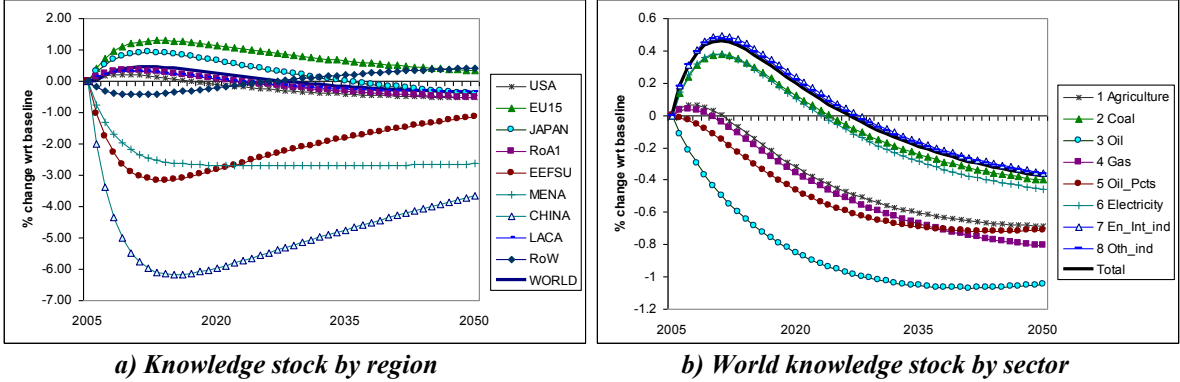 % change wrt baseline
2.00
1.00
0.00
-1.00
-2.00
-3.00
-4.00
-5.00
-6.00
-7.00
2005
2020
2035
2050
USA
EU15
JAPAN
RoA1
EEFSU
MENA
CHINA
LACA
RoW
WORLD
a) Knowledge stock by region
% change wrt baseline
0.6
0.4
0.2
0
-0.2
-0.4
-0.6
-0.8
-1
-1.2
2005
2020
2035
2050
1 Agriculture
2 Coal
3 Oil
4 Gas
5 Oil_Pcts
6 Electricity
7 En_Int_ind
8 Oth_ind
Total
b) World knowledge stock by sector